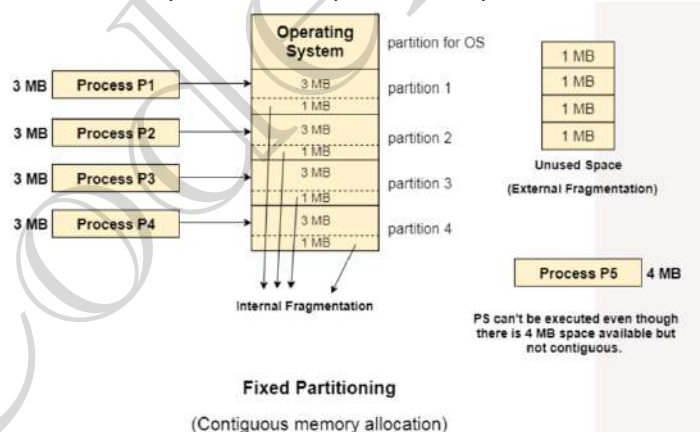 Operating
System
partition for OS
3 MB
Process P1
3 MB
1 MB
partition 1
3 MB
Process P2
3 MB
1 MB
partition 2
3 MB
Process P3
3 MB
1 MB
partition 3
3 MB
Process P4
3 MB
1 MB
partition 4
Internal Fragmentation
1 MB
1 MB
1 MB
1 MB
Unused Space
(External Fragmentation)
Process P5
4 MB
PS can't be executed even though
there is 4 MB space available but
not contiguous.
Fixed Partitioning
(Contiguous memory allocation)